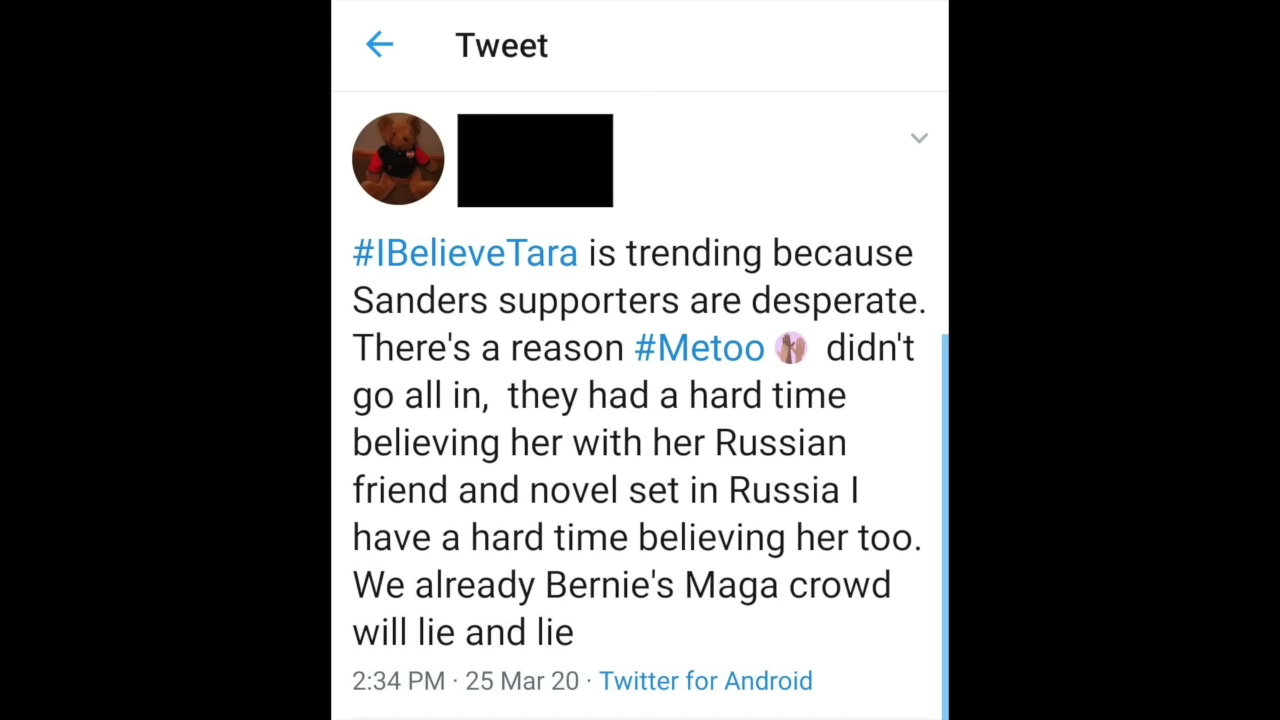 Tweet
#IBelieveTara is trending because
Sanders supporters are desperate.
There's a reason #Metoo didn't
go all in,  they had a hard time
believing her with her Russian
friend and novel set in Russia I
have a hard time believing her too.
We already Bernie's Maga crowd
will lie and lie
2:34 PM · 25 Mar 20 · Twitter for Android